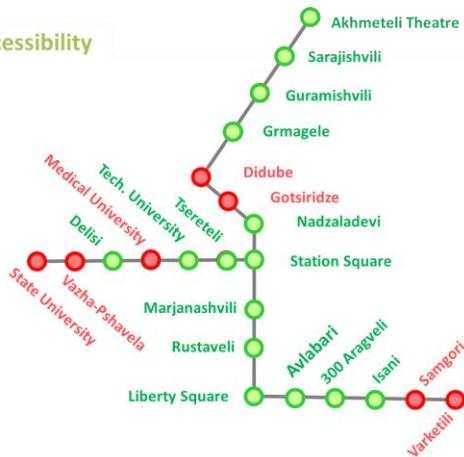 cessibility
Akhmeteli Theatre
Sarajishvili
Guramishvili
Grmagele
Didube
Gotsiridze
Nadzaladevi
Station Square
Tsereteli
Tech. University
Medical University
Delisi
Vazha-Pshavela
State University
Marjanashvili
Rustaveli
Liberty Square
Avlabari
300 Aragveli
Isani
Samgori
Varketili